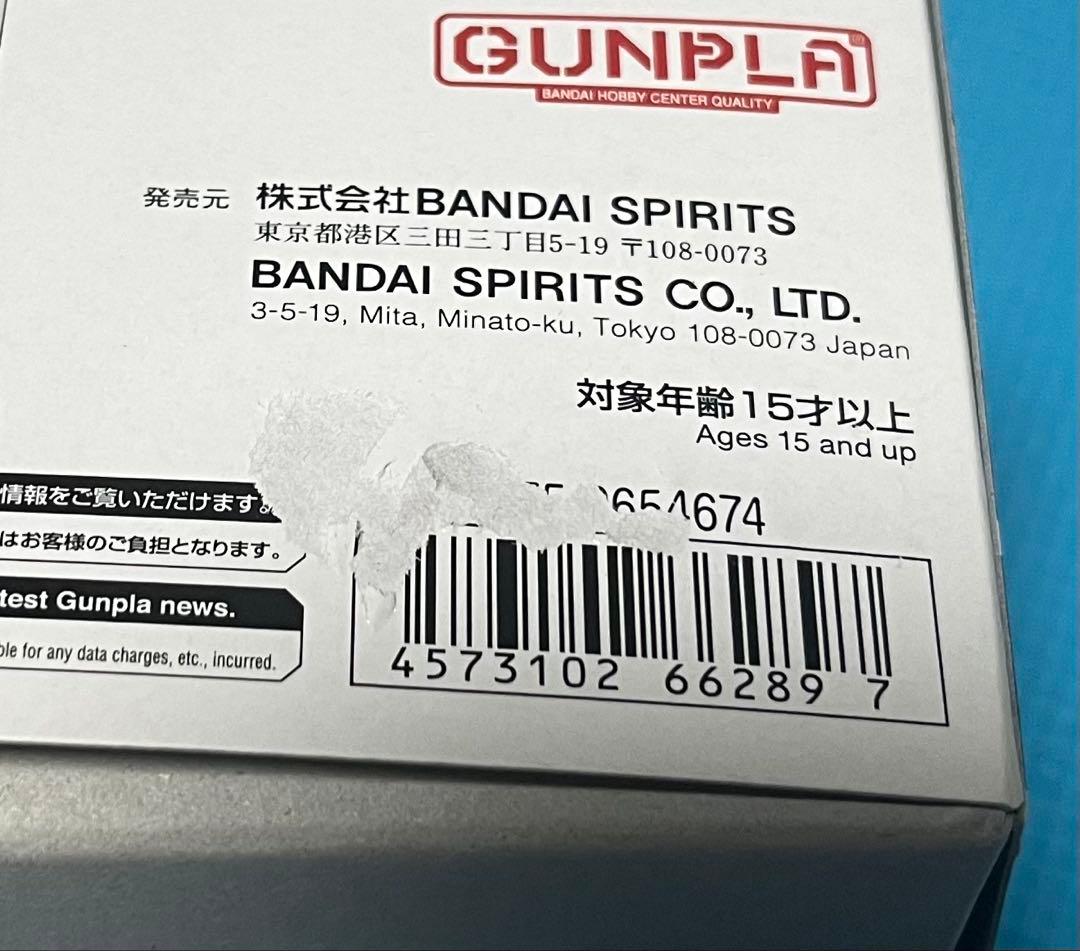 GUNPLA
BANDAI HOBBY CENTER QUALITY
発売元 株式会社BANDAI SPIRITS
東京都港区三田三丁目5-19 〒108-0073
BANDAI SPIRITS CO., LTD.
3-5-19, Mita, Minato-ku, Tokyo 108-0073 Japan
対象年齢15才以上
Ages 15 and up
情報をご覧いただけます。
はお客様のご負担となります。
test Gunpla news.
ble for any data charges, etc., incurred.
654674
4573102 662897